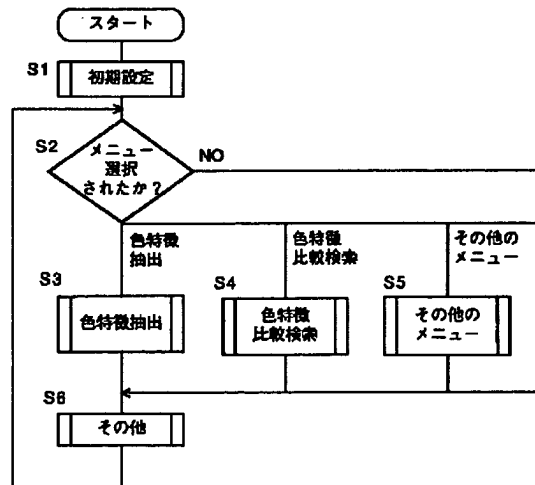 スタート
S1
初期設定
S2
メニュー
選択
されたか？
NO
色特徴
抽出
色特徴
比較検索
その他の
メニュー
S3
色特徴抽出
S4
色特徴
比較検索
S5
その他の
メニュー
S6
その他